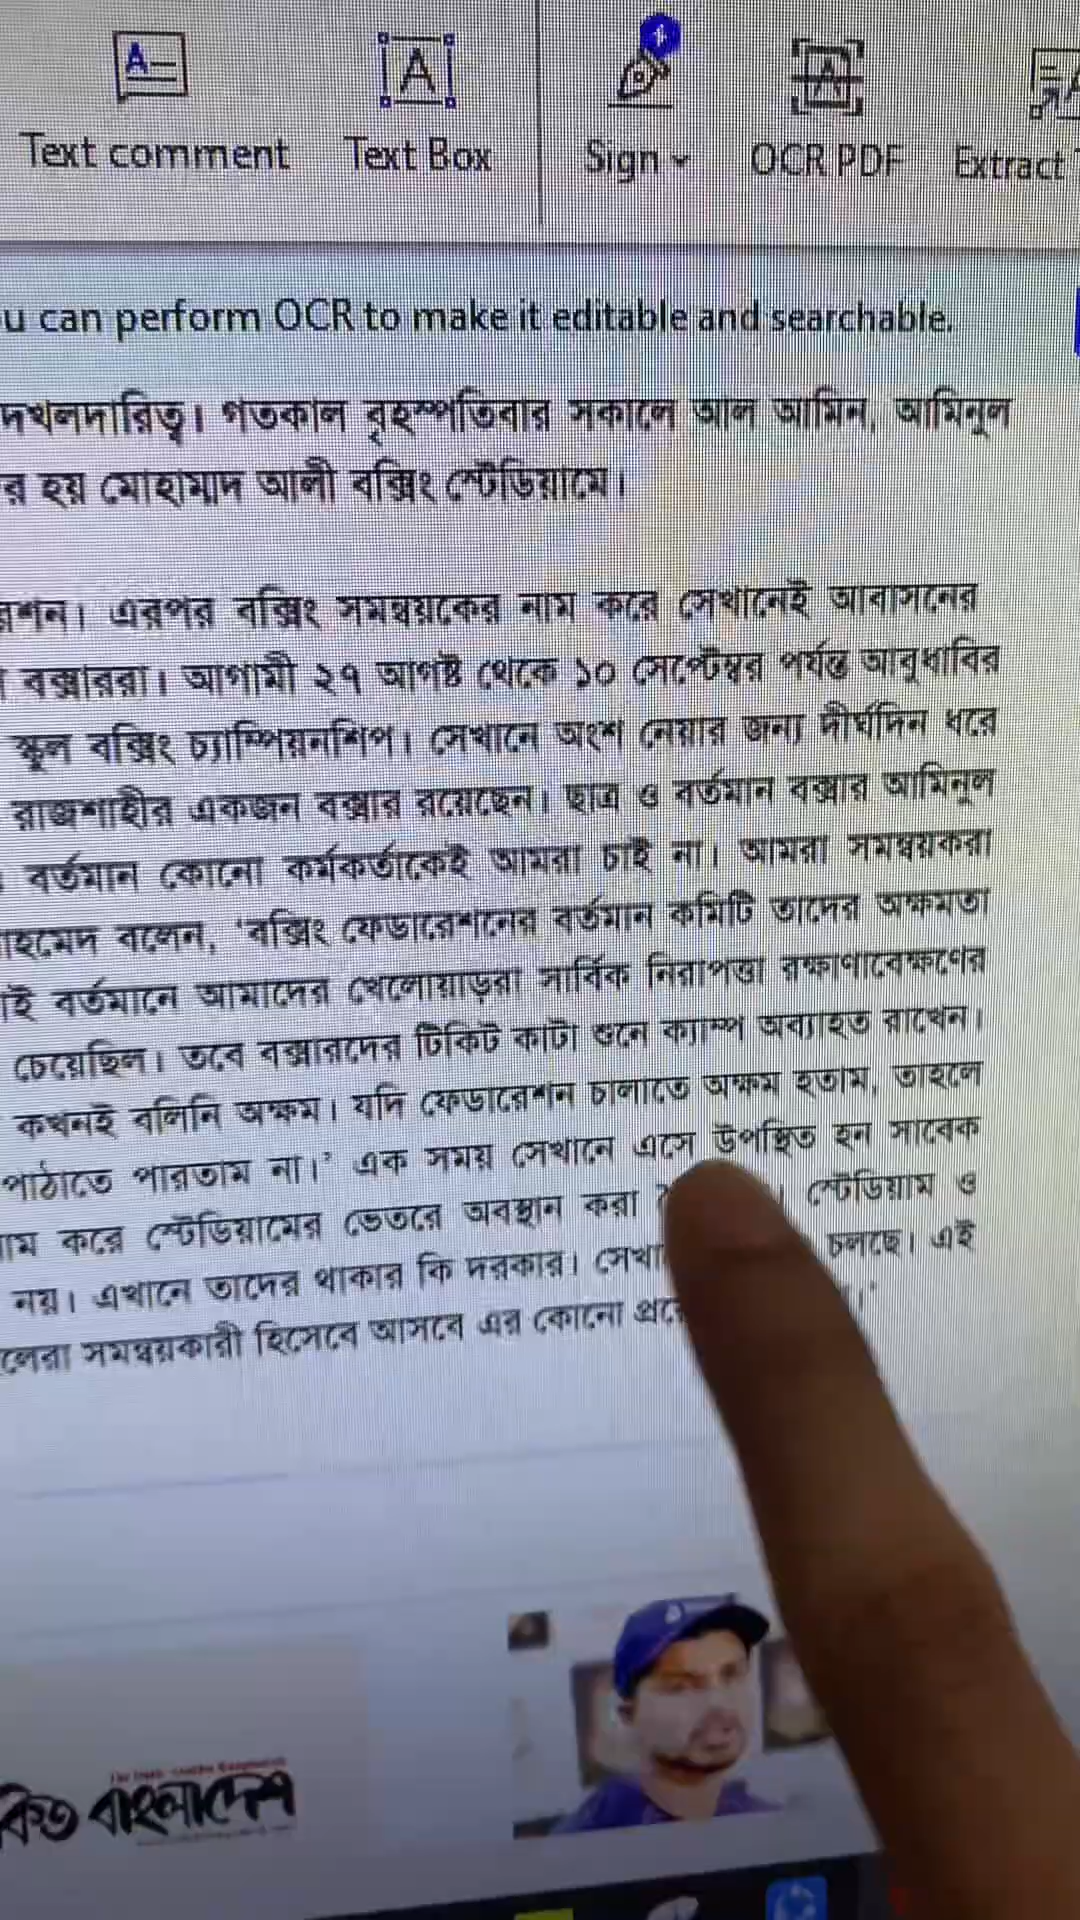 Text comment Text Box Sign OCR PDF Extract
u can perform OCR to make it editable and searchable.
দখলদারিত্ব। গতকাল বৃহস্পতিবার সকালে আল আমিন, আমিনুল
র হয় মোহাম্মদ আলী বক্সিং স্টেডিয়ামে।
রেশন। এরপর বক্সিং সমন্বয়কের নাম করে সেখানেই আবাসনের
বক্সাররা। আগামী ২৭ আগষ্ট থেকে ১০ সেপ্টেম্বর পর্যন্ত আবুধাবির
স্কুল বক্সিং চ্যাম্পিয়নশিপ। সেখানে অংশ নেয়ার জন্য দীর্ঘদিন ধরে
রাজশাহীর একজন বক্সার রয়েছেন। ছাত্র ও বর্তমান বক্সার আমিনুল
বর্তমান কোনো কর্মকর্তাকেই আমরা চাই না। আমরা সমন্বয়করা
াহমেদ বলেন, ‘বক্সিং ফেডারেশনের বর্তমান কমিটি তাদের অক্ষমতা
াই বর্তমানে আমাদের খেলোয়াড়রা সার্বিক নিরাপত্তা রক্ষণাবেক্ষণের
চেয়েছিল। তবে বক্সারদের টিকিট কাটা শুনে ক্যাম্প অব্যাহত রাখেন।
কখনই বলিনি অক্ষম। যদি ফেডারেশন চালাতে অক্ষম হতাম, তাহলে
পাঠাতে পারতাম না।’ এক সময় সেখানে এসে উপস্থিত হন সাবেক
াম করে স্টেডিয়ামের ভেতরে অবস্থান করা স্টেডিয়াম ও
নয়। এখানে তাদের থাকার কি দরকার। সেখা চলছে। এই
লেরা সমন্বয়কারী হিসেবে আসবে এর কোনো
বাংলাদেশ